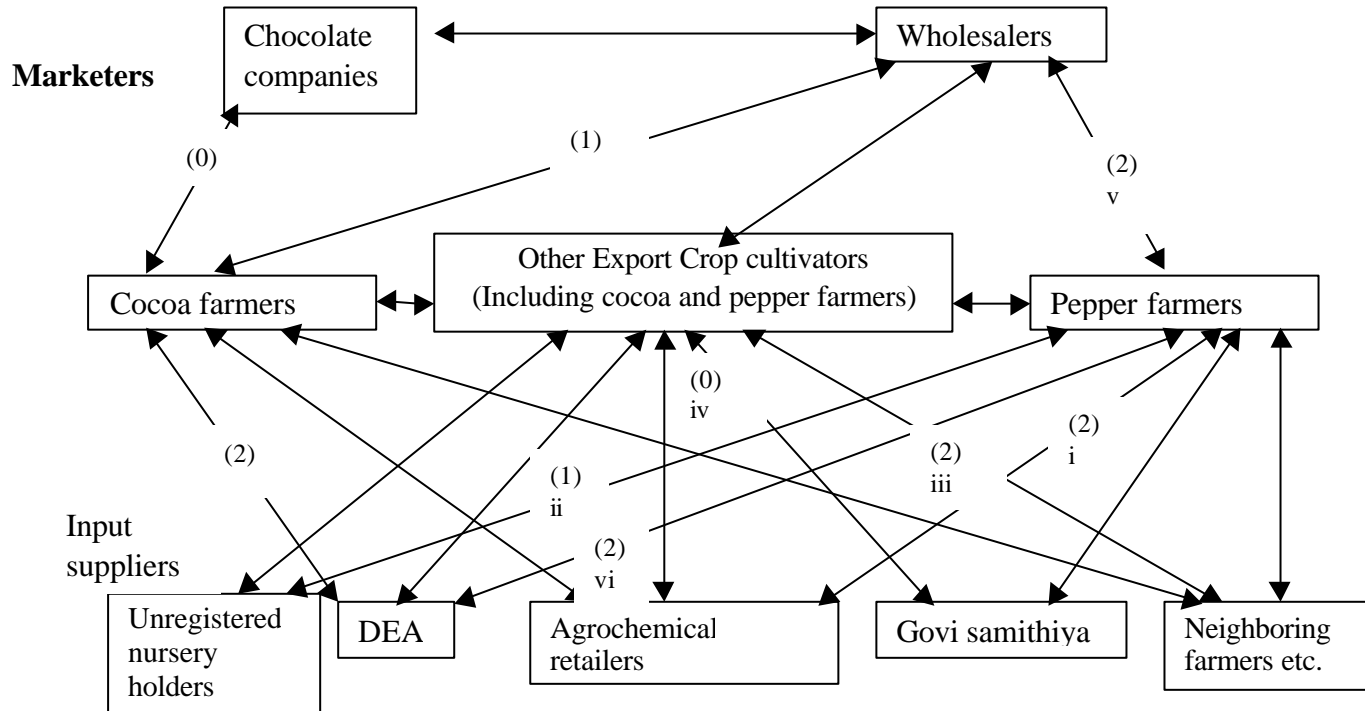 Chocolate
companies
Wholesalers
Marketers
(0)
(1)
(2)
v
Cocoa farmers
Other Export Crop cultivators
(Including cocoa and pepper farmers)
Pepper farmers
(0)
iv
(2)
(1)
ii
(2)
iii
(2)
i
Input
suppliers
(2)
vi
Unregistered
nursery
holders
DEA
Agrochemical
retailers
Govi samithiya
Neighboring
farmers etc.